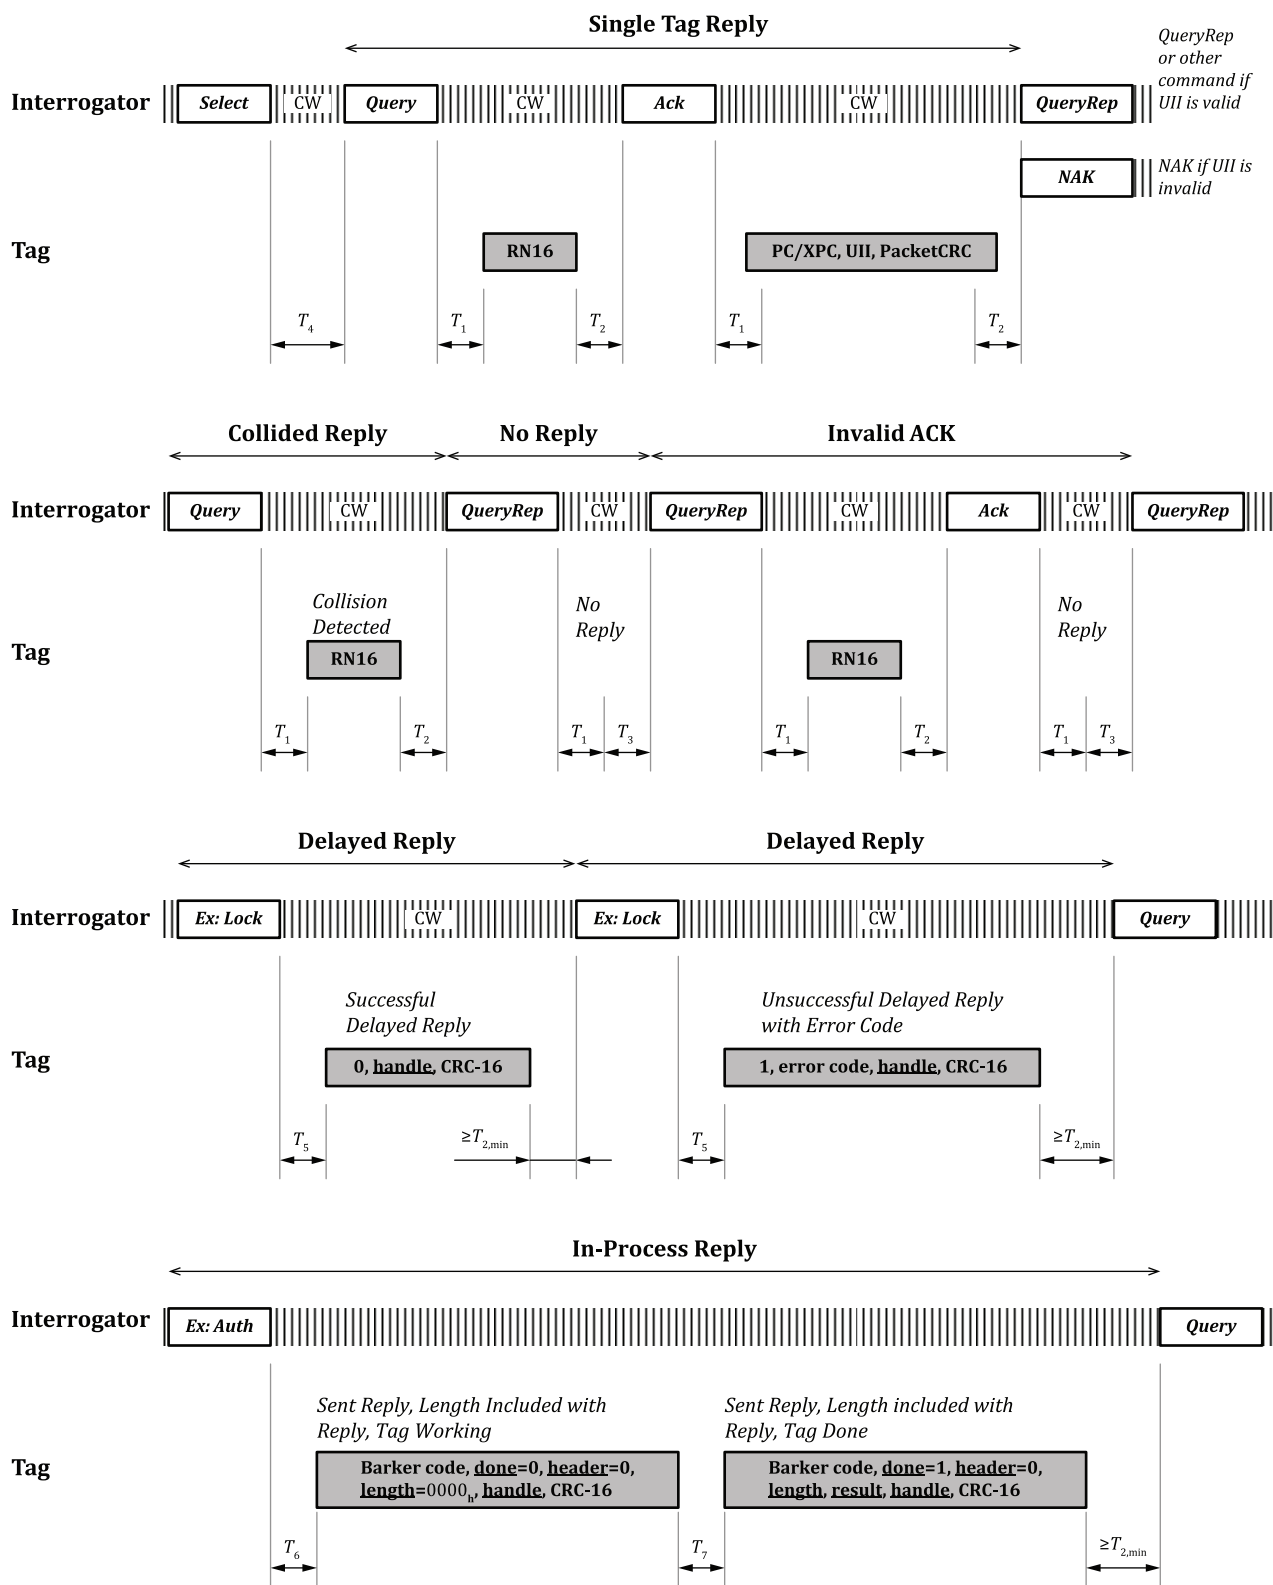 Single Tag Reply
QueryRep
or other
command if
UII is valid
Interrogator Select CW Query CW Ack CW QueryRep
NAK
NAK if UII is
invalid
Tag RN16 PC/XPC, UII, PacketCRC
T4 T1 T2 T1 T2
Collided Reply No Reply Invalid ACK
Interrogator Query CW QueryRep CW QueryRep CW Ack CW QueryRep
Collision
Detected
No
Reply
No
Reply
Tag RN16 RN16
T1 T2 T1 T3 T1 T2 T1 T3
Delayed Reply Delayed Reply
Interrogator Ex: Lock CW Ex: Lock CW Query
Successful
Delayed Reply
Unsuccessful Delayed Reply
with Error Code
Tag 0, handle, CRC-16 1, error code, handle, CRC-16
T5 ≥T2,min T5 ≥T2,min
In-Process Reply
Interrogator Ex: Auth Query
Sent Reply, Length Included with
Reply, Tag Working
Sent Reply, Length included with
Reply, Tag Done
Tag
Barker code, done=0, header=0,
length=0000h, handle, CRC-16
Barker code, done=1, header=0,
length, result, handle, CRC-16
T6 T7 ≥T2,min